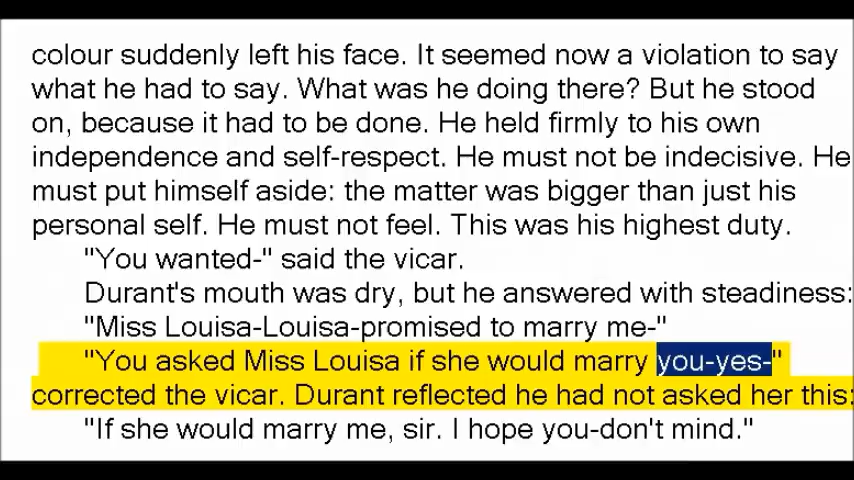 colour suddenly left his face. It seemed now a violation to say
what he had to say. What was he doing there? But he stood
on, because it had to be done. He held firmly to his own
independence and self-respect. He must not be indecisive. He
must put himself aside: the matter was bigger than just his
personal self. He must not feel. This was his highest duty.
"You wanted-" said the vicar.
Durant's mouth was dry, but he answered with steadiness:
"Miss Louisa-Louisa-promised to marry me-"
"You asked Miss Louisa if she would marry you-yes-"
corrected the vicar. Durant reflected he had not asked her this:
"If she would marry me, sir. I hope you-don't mind."